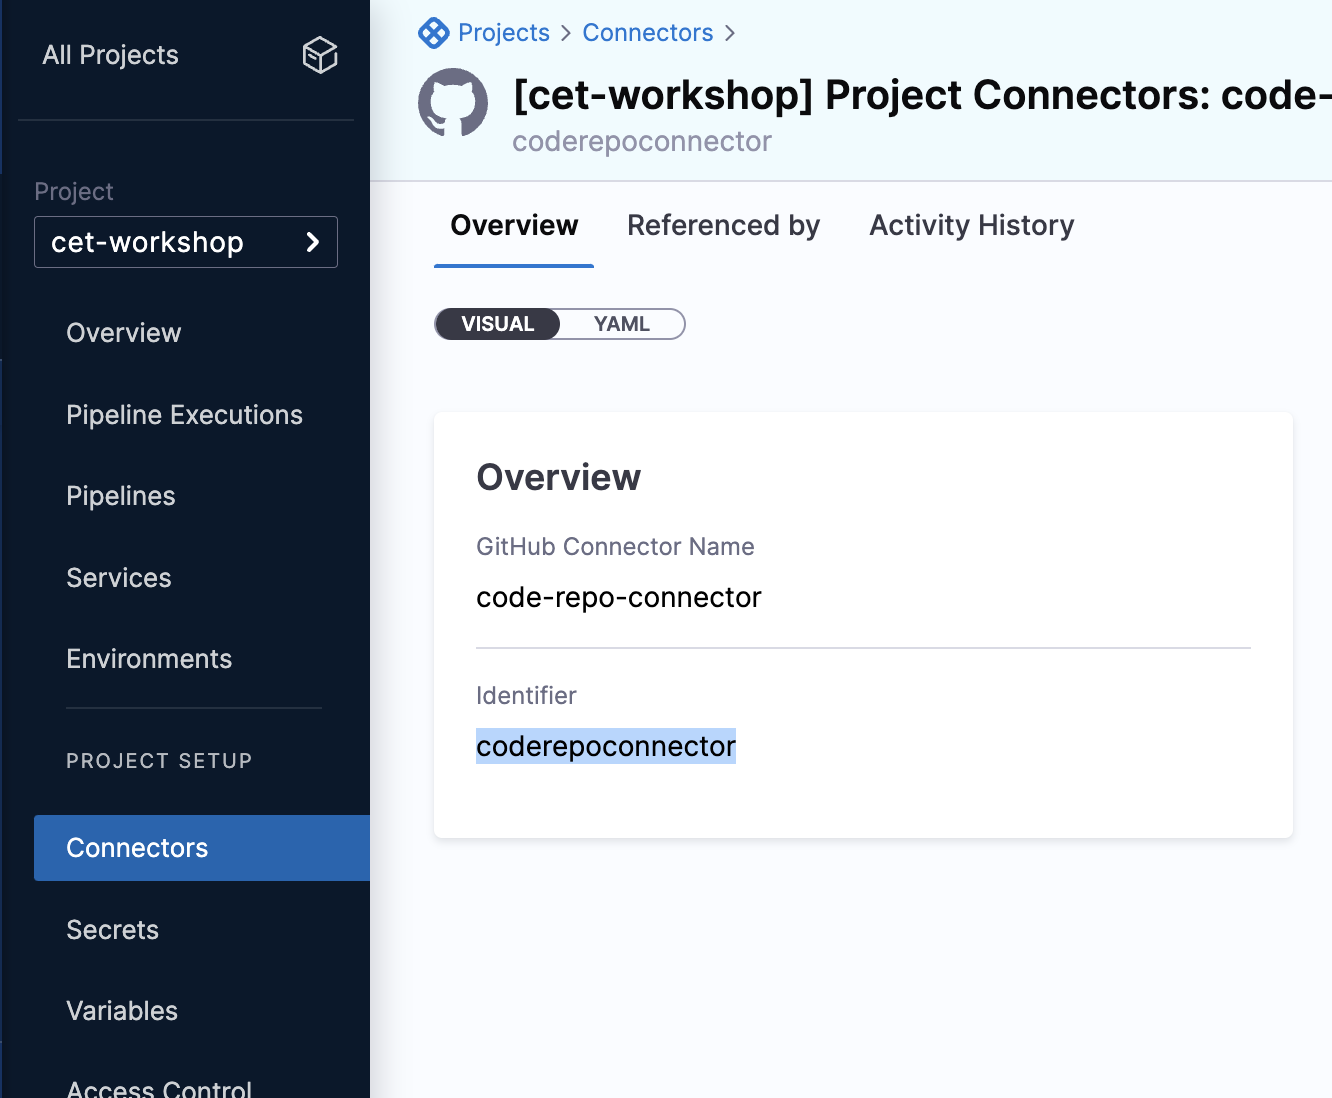 All Projects
Project
cet-workshop
Overview
Pipeline Executions
Pipelines
Services
Environments
PROJECT SETUP
Connectors
Secrets
Variables
Access Control
Projects > Connectors >
[cet-workshop] Project Connectors: code-
coderepoconnector
Overview Referenced by Activity History
VISUAL YAML
Overview
GitHub Connector Name
code-repo-connector
Identifier
coderepoconnector